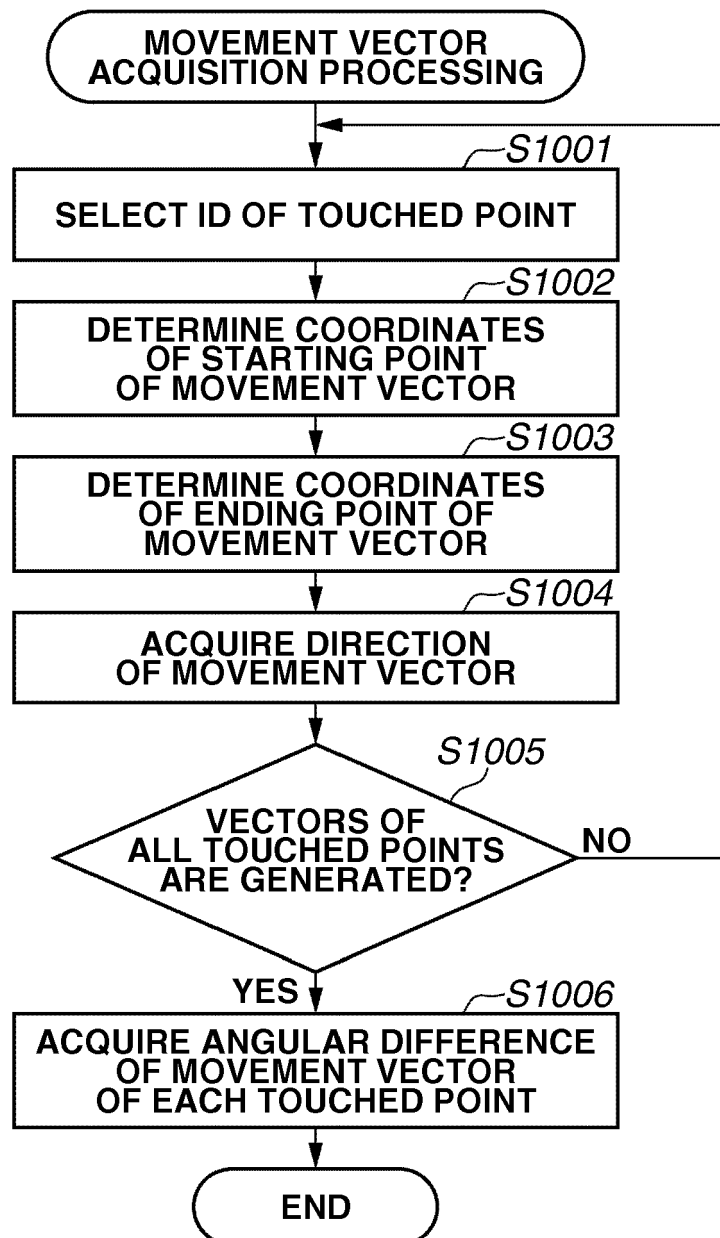 MOVEMENT VECTOR
ACQUISITION PROCESSING
S1001
SELECT ID OF TOUCHED POINT
S1002
DETERMINE COORDINATES
OF STARTING POINT
OF MOVEMENT VECTOR
S1003
DETERMINE COORDINATES
OF ENDING POINT OF
MOVEMENT VECTOR
S1004
ACQUIRE DIRECTION
OF MOVEMENT VECTOR
S1005
VECTORS OF
ALL TOUCHED POINTS
ARE GENERATED?
NO
YES
S1006
ACQUIRE ANGULAR DIFFERENCE
OF MOVEMENT VECTOR
OF EACH TOUCHED POINT
END